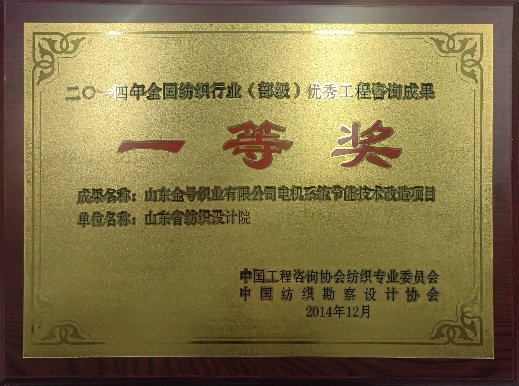 二〇一四年全国纺织行业（部级）优秀工程咨询成果
一等奖
成果名称：山东金号织业有限公司电机系统节能技术改造项目
单位名称：山东省纺织设计院
中国工程咨询协会纺织专业委员会
中国纺织勘察设计协会
2014年12月